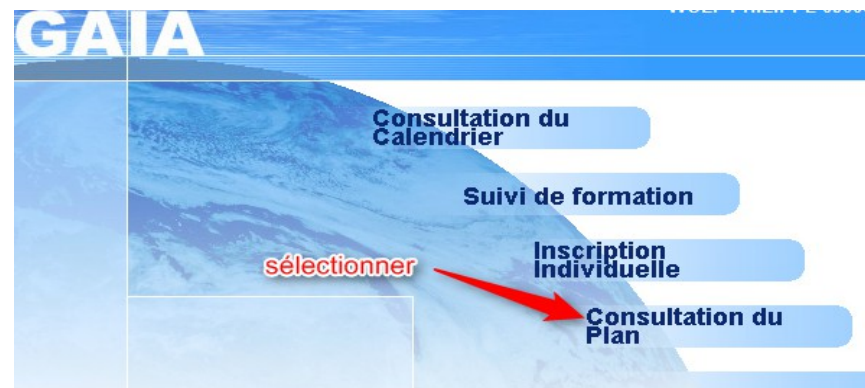 GAIA
Consultation du
Calendrier
Suivi de formation
Inscription
Individuelle
sélectionner
Consultation du
Plan